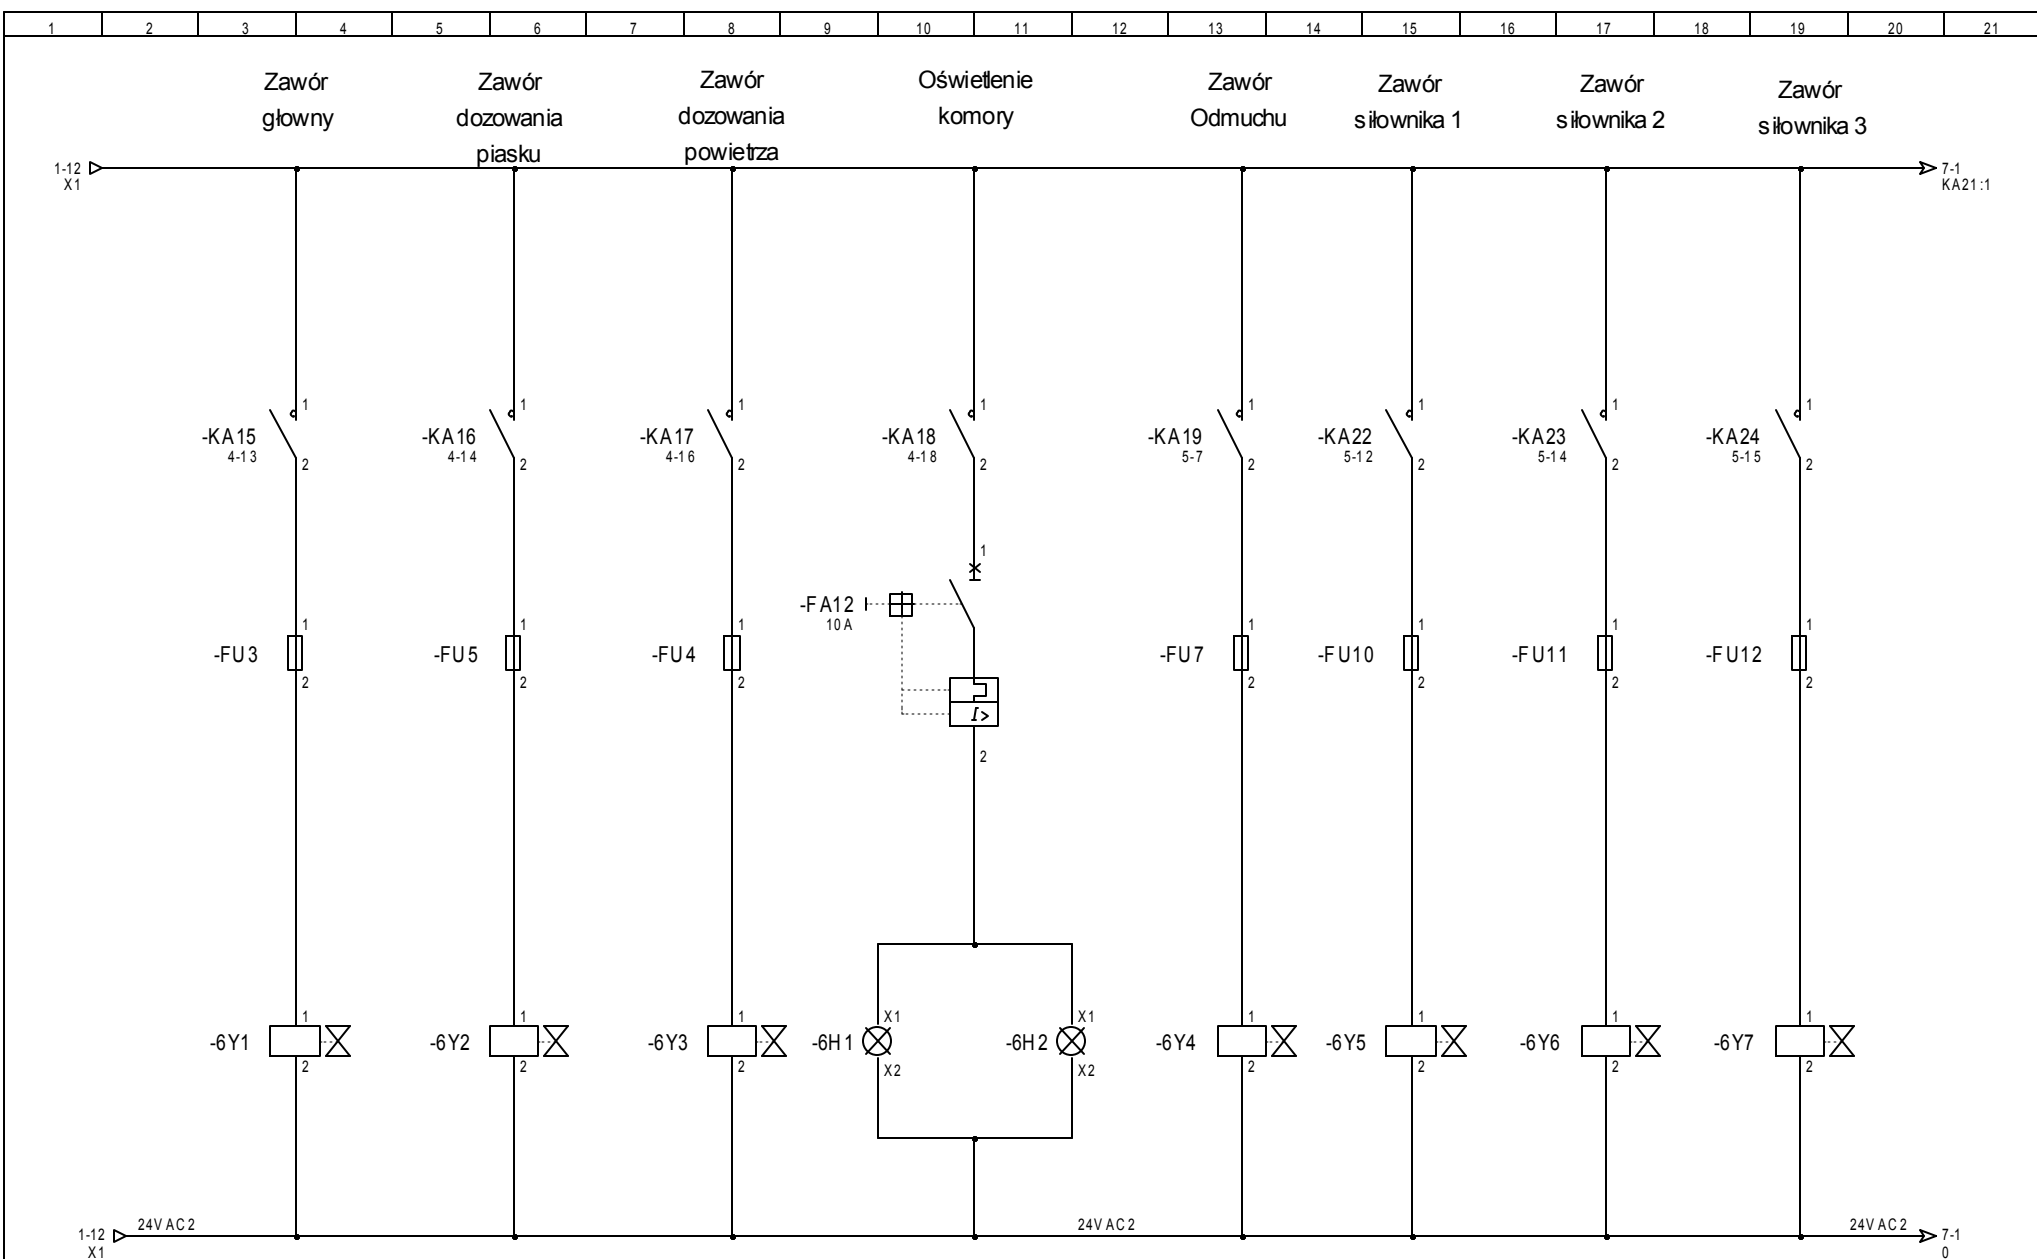 1 2 3 4 5 6 7 8 9 10 11 12 13 14 15 16 17 18 19 20 21
Zawór
głowny
Zawór
dozowania
piasku
Zawór
dozowania
powietrza
Oświetlenie
komory
Zawór
Odmuchu
Zawór
siłownika 1
Zawór
siłownika 2
Zawór
siłownika 3
1-12
X1
7-1
KA21:1
1 1 1 1 1 1 1 1
-KA15 -KA16 -KA17 -KA18 -KA19 -KA22 -KA23 -KA24
4-13 4-14 4-16 4-18 5-7 5-12 5-14 5-15
2 2 2 2 2 2 2 2
1
-FA12
10A
1 1 1 1 1 1 1
-FU3 -FU5 -FU4 -FU7 -FU10 -FU11 -FU12
2 2 2 2 2 2 2
I>
2
1 1 1 X1 X1 1 1 1 1
-6Y1 -6Y2 -6Y3 -6H1 -6H2 -6Y4 -6Y5 -6Y6 -6Y7
2 2 2 X2 X2 2 2 2 2
24VAC2 24VAC2 24VAC2
1-12
X1
7-1
0